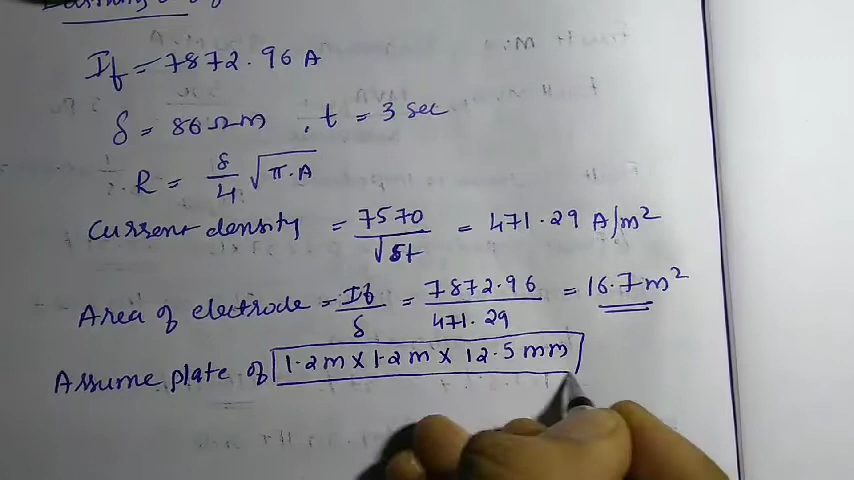 If = 7872.96 A
δ = 86 Ωm , t = 3 sec
R = δ/4 √π.A
Current density = 7570/√δt = 471.29 A/m²
Area of electrode = If/δ = 7872.96/471.29 = 16.7 m²
Assume plate of 1.2m x 1.2m x 12.5 mm